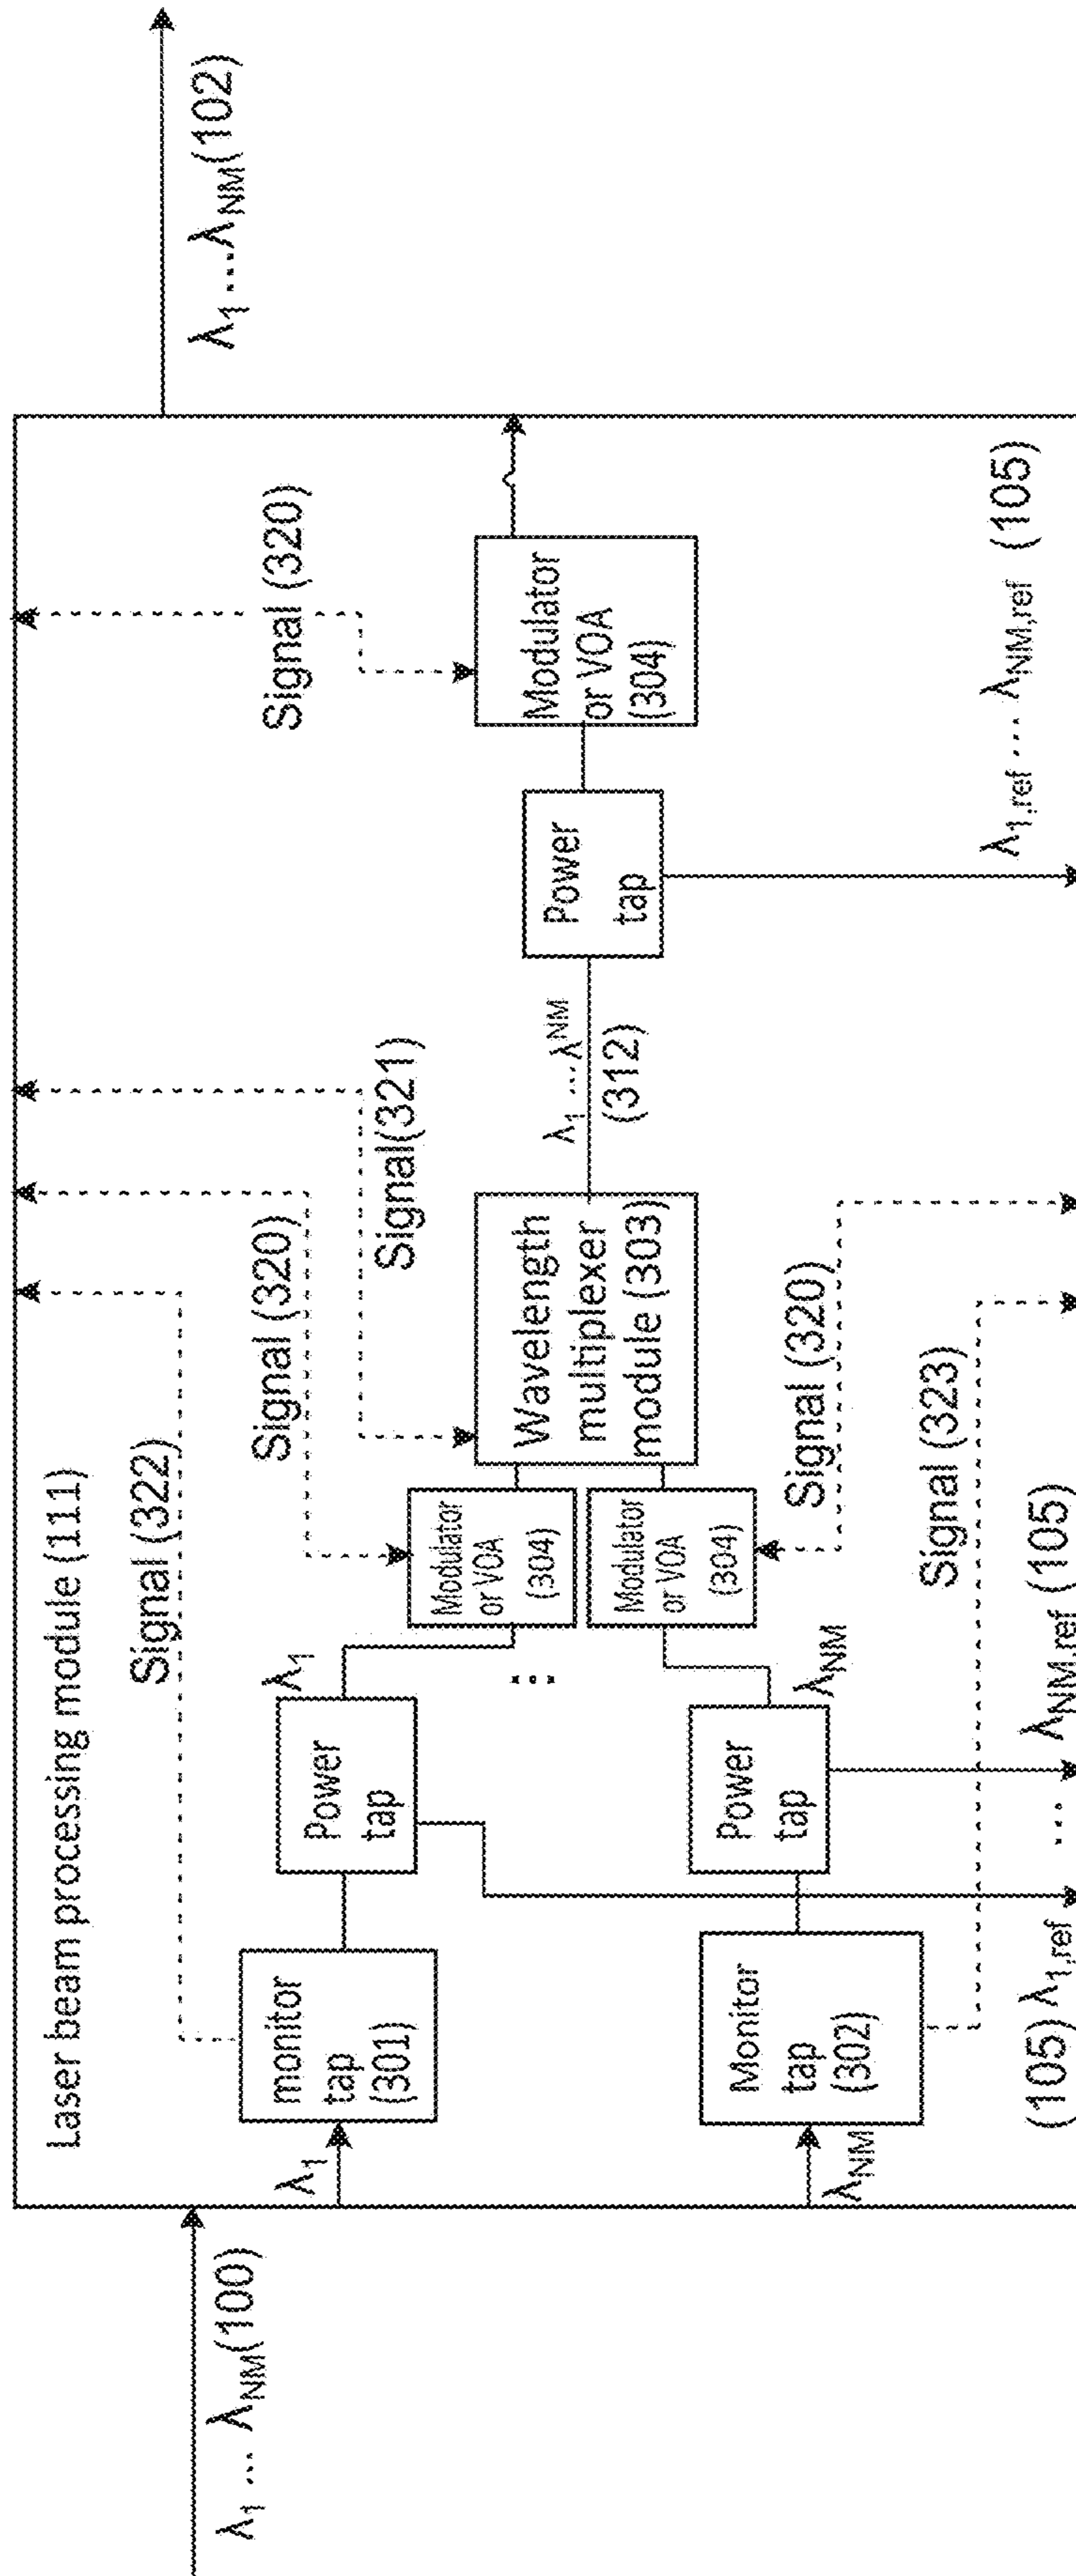 λ₁ ... λNM(100)
Laser beam processing module (111)
λ₁ ...λNM(102)
Signal (322)
Signal (320)
Signal(321)
Signal (320)
λ₁
monitor
tap
(301)
Power
tap
λ₁
Modulator
or VOA
(304)
...
Wavelength
multiplexer
module (303)
λ₁ ... λᴺᴹ
(312)
Power
tap
Modulator
or VOA
(304)
λNM
Monitor
tap
(302)
Power
tap
λNM
Modulator
or VOA
(304)
Signal (320)
Signal (323)
(105) λ1,ref ... λNM,ref (105)
λ1,ref ... λNM,ref (105)